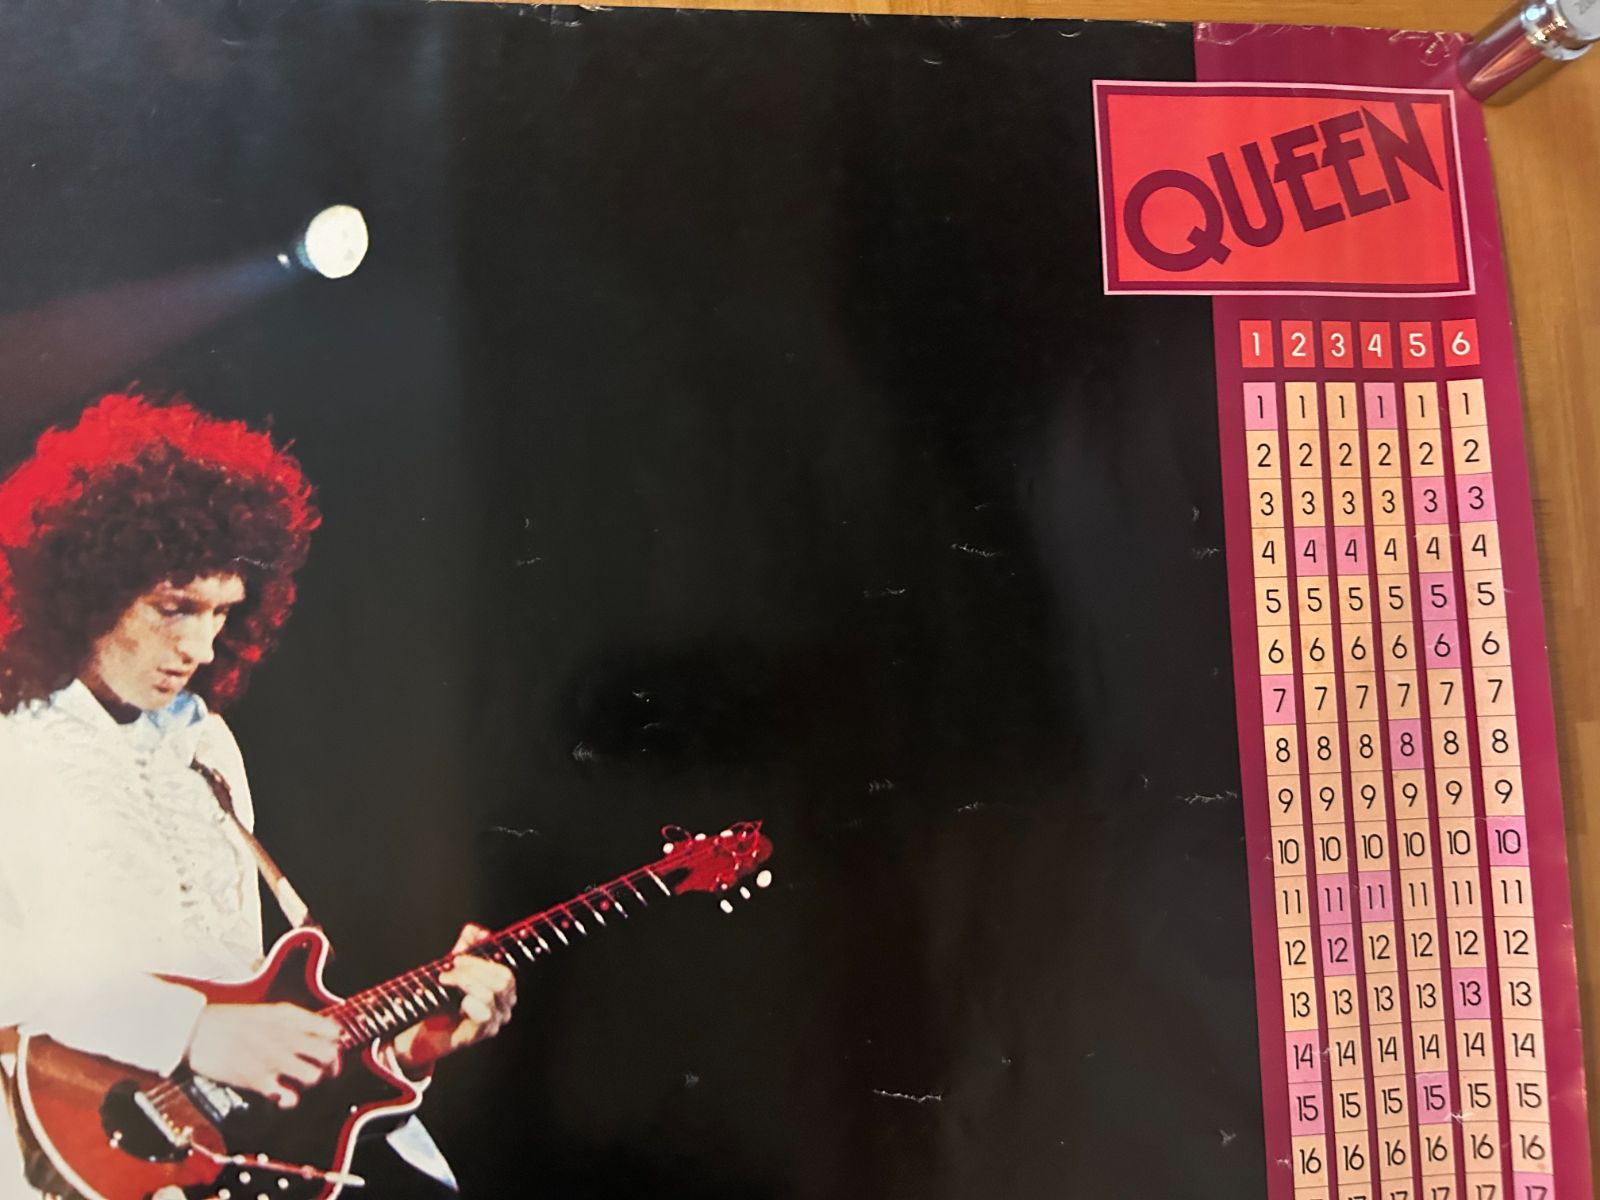 QUEEN
1 2 3 4 5 6
1 1 1 1 1 1
2 2 2 2 2 2
3 3 3 3 3 3
4 4 4 4 4 4
5 5 5 5 5 5
6 6 6 6 6 6
7 7 7 7 7 7
8 8 8 8 8 8
9 9 9 9 9 9
10 10 10 10 10 10
11 11 11 11 11 11
12 12 12 12 12 12
13 13 13 13 13 13
14 14 14 14 14 14
15 15 15 15 15 15
16 16 16 16 16 16